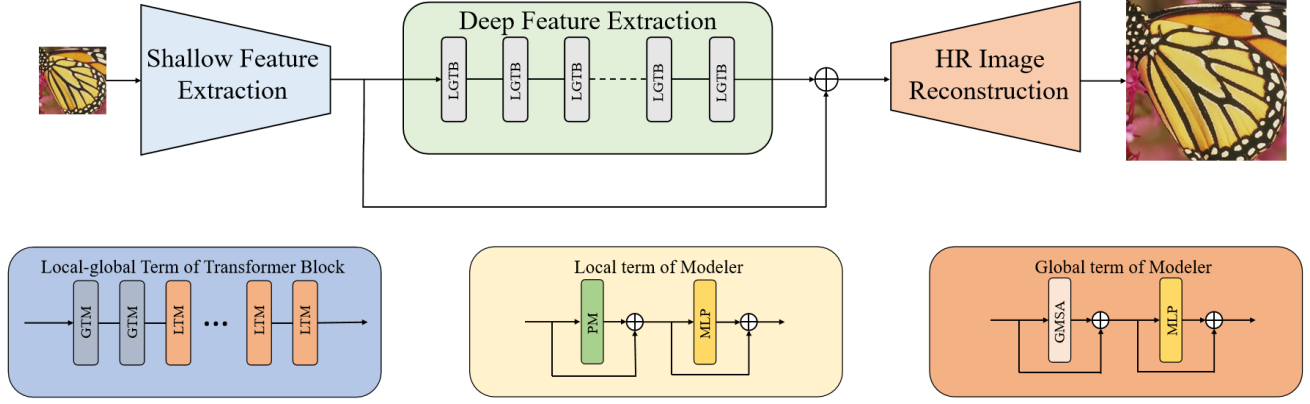 Shallow Feature
Extraction
Deep Feature Extraction
LGTB
LGTB
LGTB
LGTB
LGTB
HR Image
Reconstruction
Local-global Term of Transformer Block
GTM
GTM
LTM
LTM
LTM
Local term of Modeler
PM
MLP
Global term of Modeler
GMSA
MLP